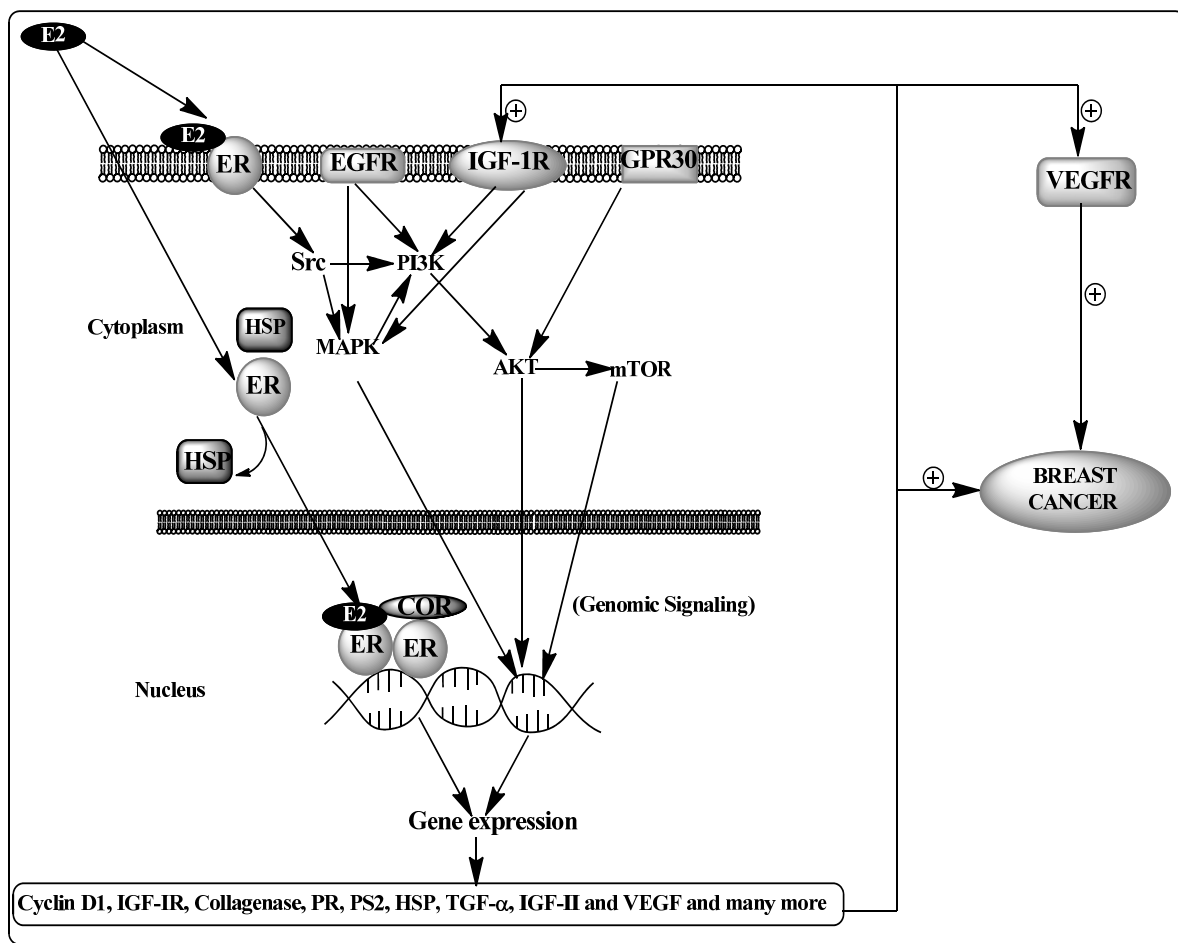 E2
E2
ER
EGFR
IGF-1R
GPR30
+
+
VEGFR
Src
PI3K
+
Cytoplasm
HSP
MAPK
ER
AKT
mTOR
HSP
+
BREAST
CANCER
E2
COR
ER
ER
(Genomic Signaling)
Nucleus
Gene expression
Cyclin D1, IGF-IR, Collagenase, PR, PS2, HSP, TGF-α, IGF-II and VEGF and many more